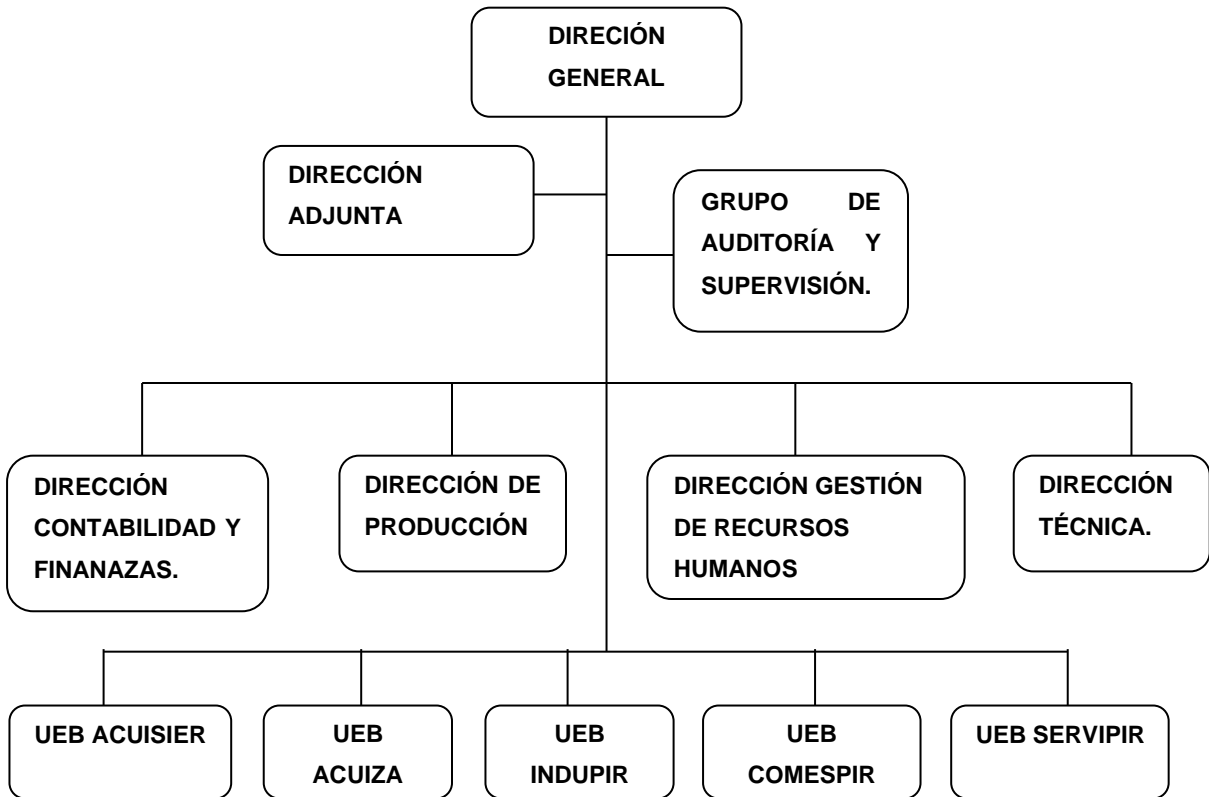 DIRECIÓN
GENERAL
DIRECCIÓN
ADJUNTA
GRUPO DE
AUDITORÍA Y
SUPERVISIÓN.
DIRECCIÓN
CONTABILIDAD Y
FINANAZAS.
DIRECCIÓN DE
PRODUCCIÓN
DIRECCIÓN GESTIÓN
DE RECURSOS
HUMANOS
DIRECCIÓN
TÉCNICA.
UEB ACUISIER
UEB
ACUIZA
UEB
INDUPIR
UEB
COMESPIR
UEB SERVIPIR